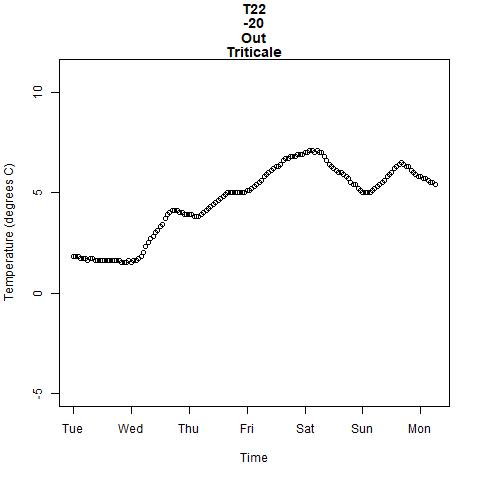 T22
-20
Out
Triticale
10
5
0
-5
Temperature (degrees C)
Tue Wed Thu Fri Sat Sun Mon
Time